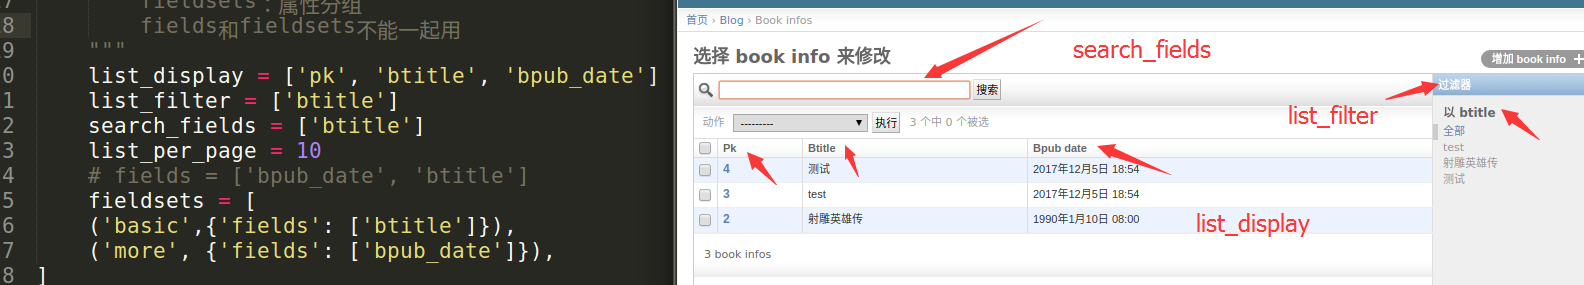 7 fieldsets：属性分组
8 fields和fieldsets不能一起用
9 """
0 list_display = ['pk', 'btitle', 'bpub_date']
1 list_filter = ['btitle']
2 search_fields = ['btitle']
3 list_per_page = 10
4 # fields = ['bpub_date', 'btitle']
5 fieldsets = [
6 ('basic',{'fields': ['btitle']}),
7 ('more', {'fields': ['bpub_date']}),
8 ]
首页 › Blog › Book infos
选择 book info 来修改
search_fields
增加 book info +
搜索
过滤器
list_filter
动作 --------- 执行 3 个中 0 个被选
以 btitle
全部
test
射雕英雄传
测试
Pk Btitle Bpub date
4 测试 2017年12月5日 18:54
3 test 2017年12月5日 18:54
2 射雕英雄传 1990年1月10日 08:00
list_display
3 book infos